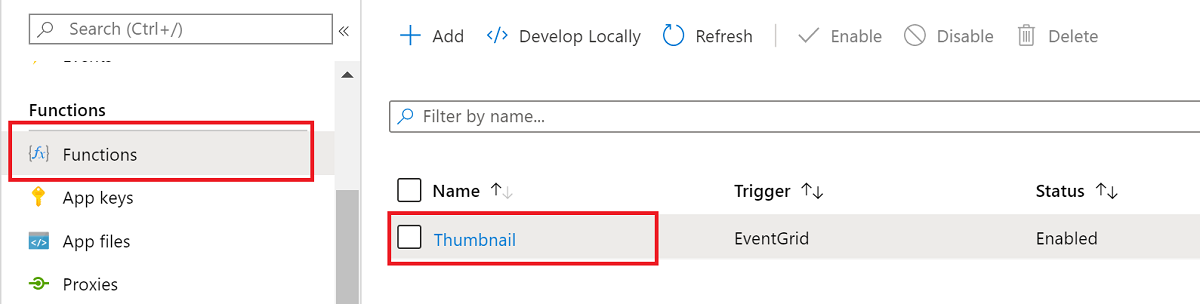 Search (Ctrl+/)
«
Events
Functions
Functions
App keys
App files
Proxies
Add Develop Locally Refresh Enable Disable Delete
Filter by name...
Name Trigger Status
Thumbnail EventGrid Enabled